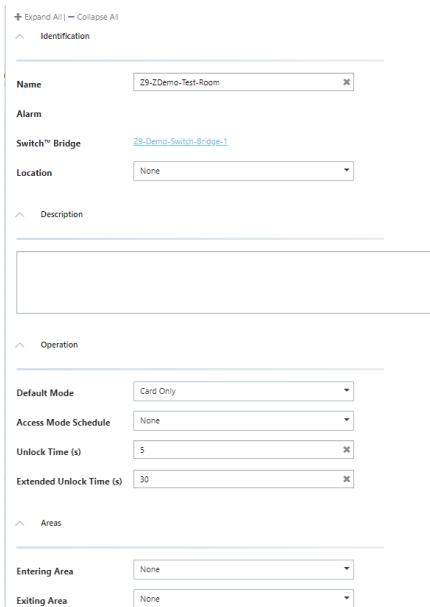 + Expand All | − Collapse All
Identification
Name Z9-ZDemo-Test-Room
Alarm
Switch™ Bridge Z9-Demo-Switch-Bridge-1
Location None
Description
Operation
Default Mode Card Only
Access Mode Schedule None
Unlock Time (s) 5
Extended Unlock Time (s) 30
Areas
Entering Area None
Exiting Area None